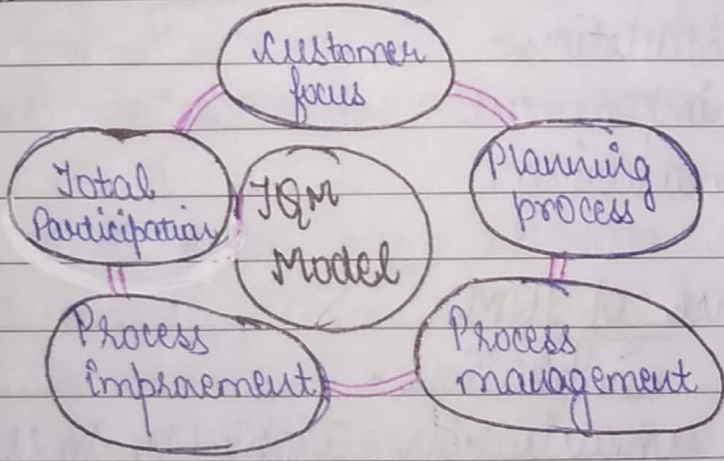 Customer
focus
Total
Participation
TQM
Model
Planning
process
Process
improvement
Process
management